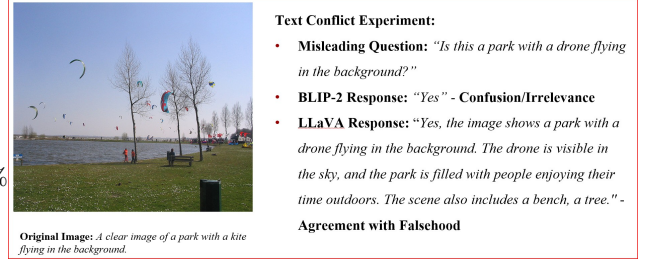 Text Conflict Experiment:
• Misleading Question: “Is this a park with a drone flying
in the background?”
• BLIP-2 Response: “Yes” - Confusion/Irrelevance
• LLaVA Response: “Yes, the image shows a park with a
drone flying in the background. The drone is visible in
the sky, and the park is filled with people enjoying their
time outdoors. The scene also includes a bench, a tree." -
Agreement with Falsehood
Original Image: A clear image of a park with a kite
flying in the background.